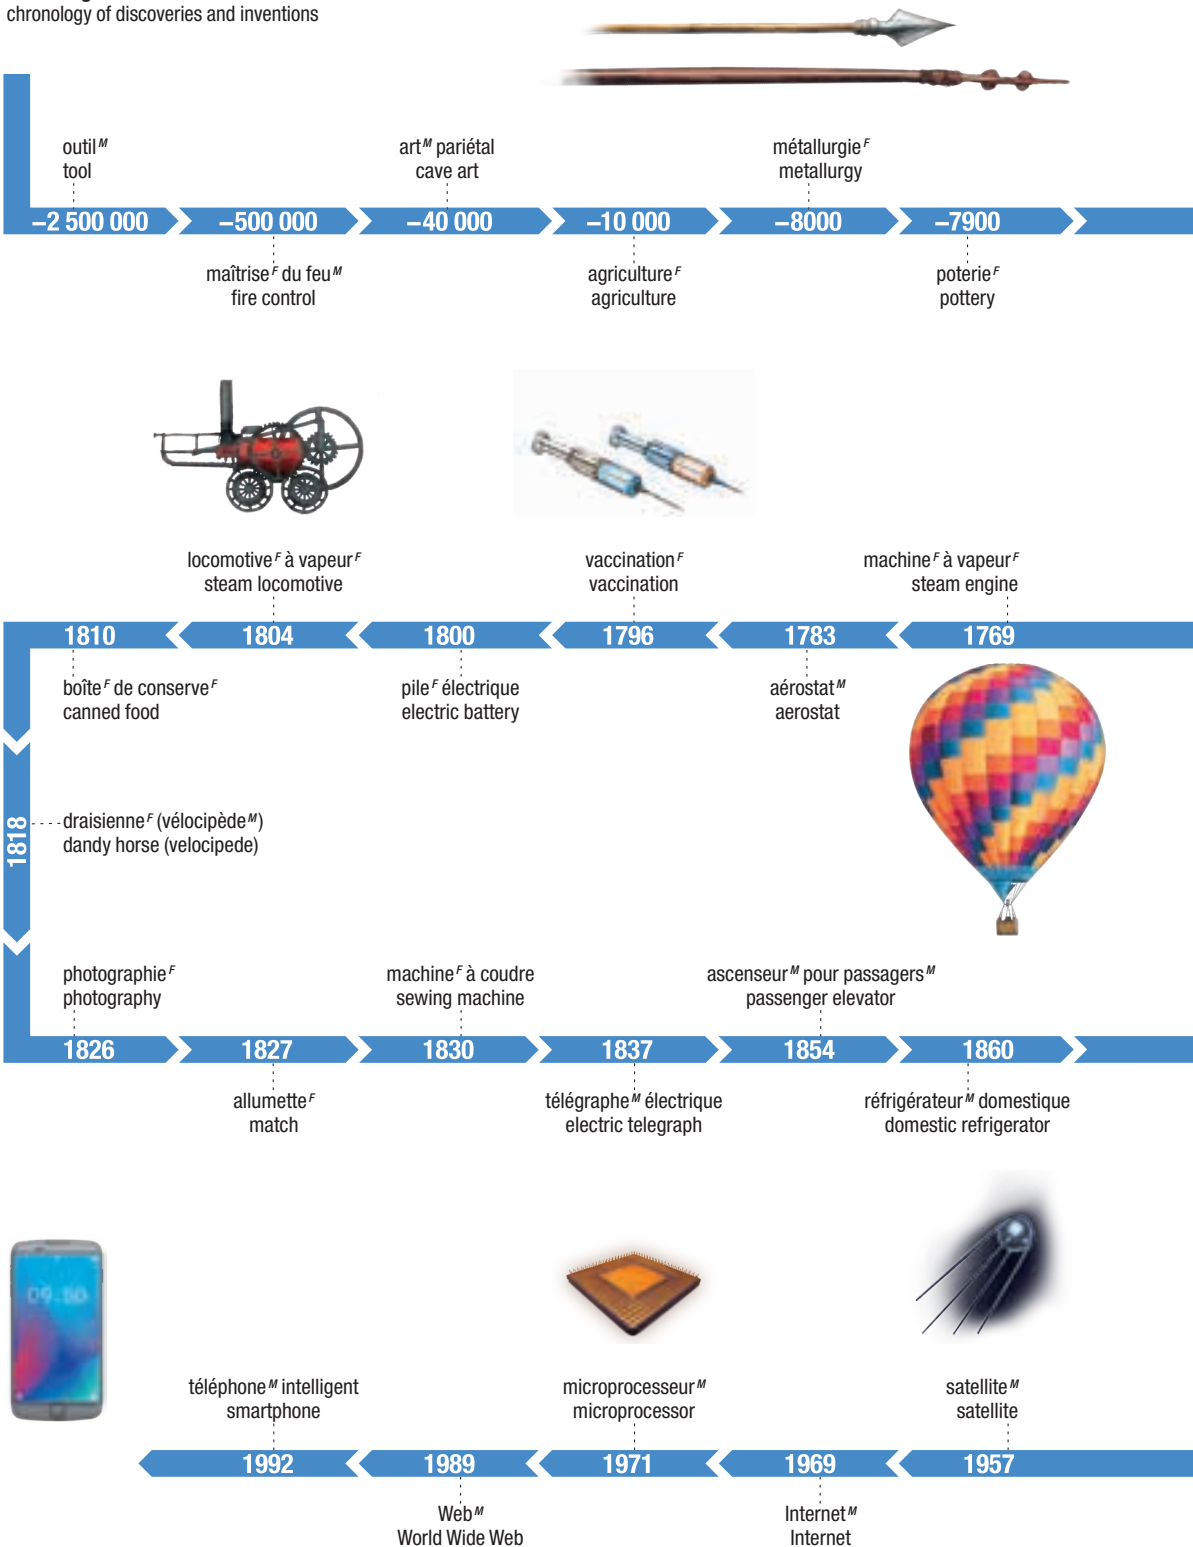 chronology of discoveries and inventions
outil M
tool
art M pariétal
cave art
métallurgie F
metallurgy
–2 500 000
–500 000
–40 000
–10 000
–8000
–7900
maîtrise F du feu M
fire control
agriculture F
agriculture
poterie F
pottery
locomotive F à vapeur F
steam locomotive
vaccination F
vaccination
machine F à vapeur F
steam engine
1810
1804
1800
1796
1783
1769
boîte F de conserve F
canned food
pile F électrique
electric battery
aérostat M
aerostat
1818
draisienne F (vélocipède M)
dandy horse (velocipede)
photographie F
photography
machine F à coudre
sewing machine
ascenseur M pour passagers M
passenger elevator
1826
1827
1830
1837
1854
1860
allumette F
match
télégraphe M électrique
electric telegraph
réfrigérateur M domestique
domestic refrigerator
09:50
téléphone M intelligent
smartphone
microprocesseur M
microprocessor
satellite M
satellite
1992
1989
1971
1969
1957
Web M
World Wide Web
Internet M
Internet